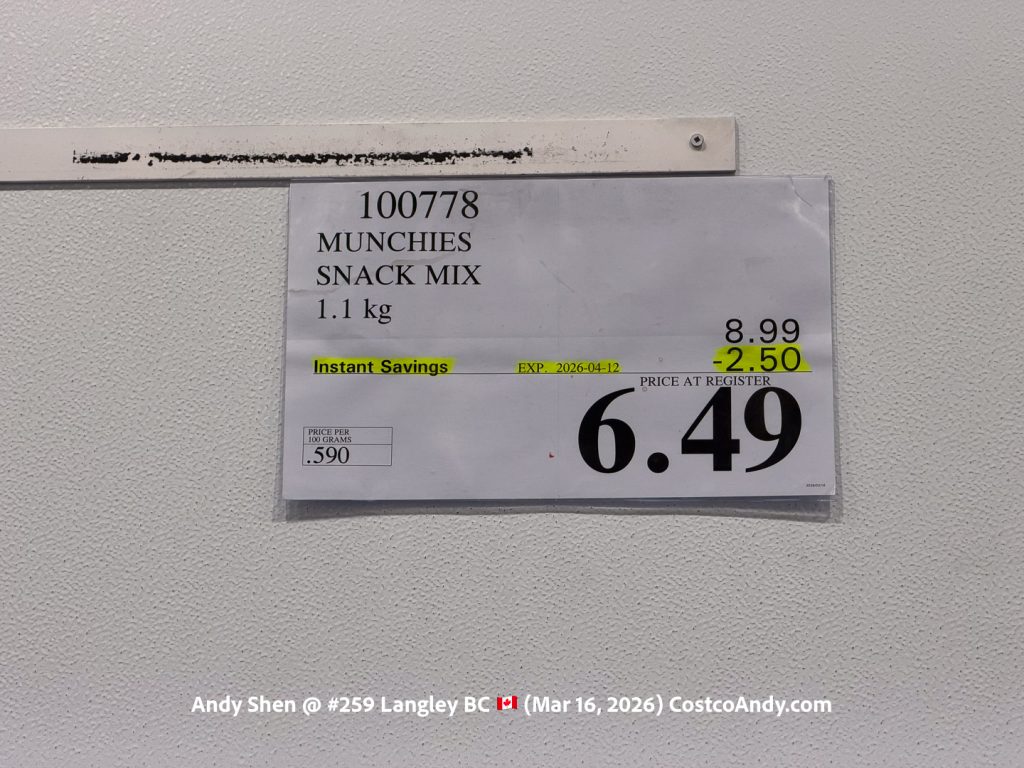 100778
MUNCHIES
SNACK MIX
1.1 kg
8.99
Instant Savings EXP. 2026-04-12 -2.50
PRICE AT REGISTER
6.49
PRICE PER
100 GRAMS
.590
Andy Shen @ #259 Langley BC 🇨🇦 (Mar 16, 2026) CostcoAndy.com